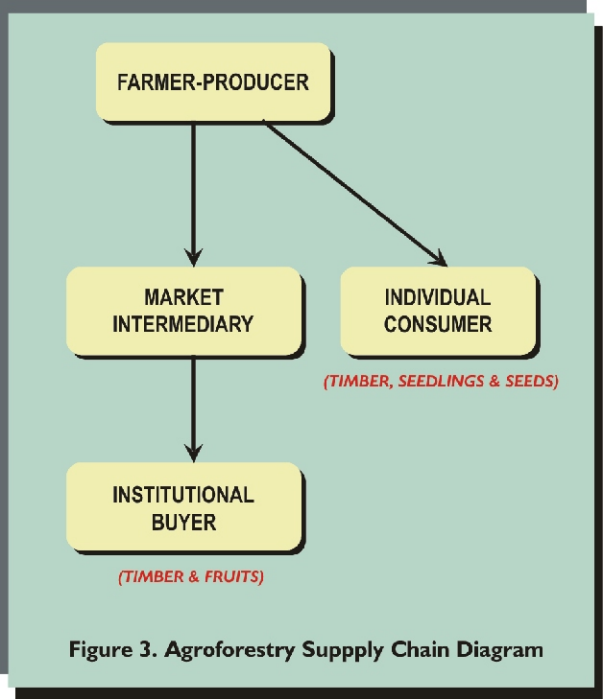 FARMER-PRODUCER
MARKET
INTERMEDIARY
INDIVIDUAL
CONSUMER
(TIMBER, SEEDLINGS & SEEDS)
INSTITUTIONAL
BUYER
(TIMBER & FRUITS)
Figure 3. Agroforestry Suppply Chain Diagram